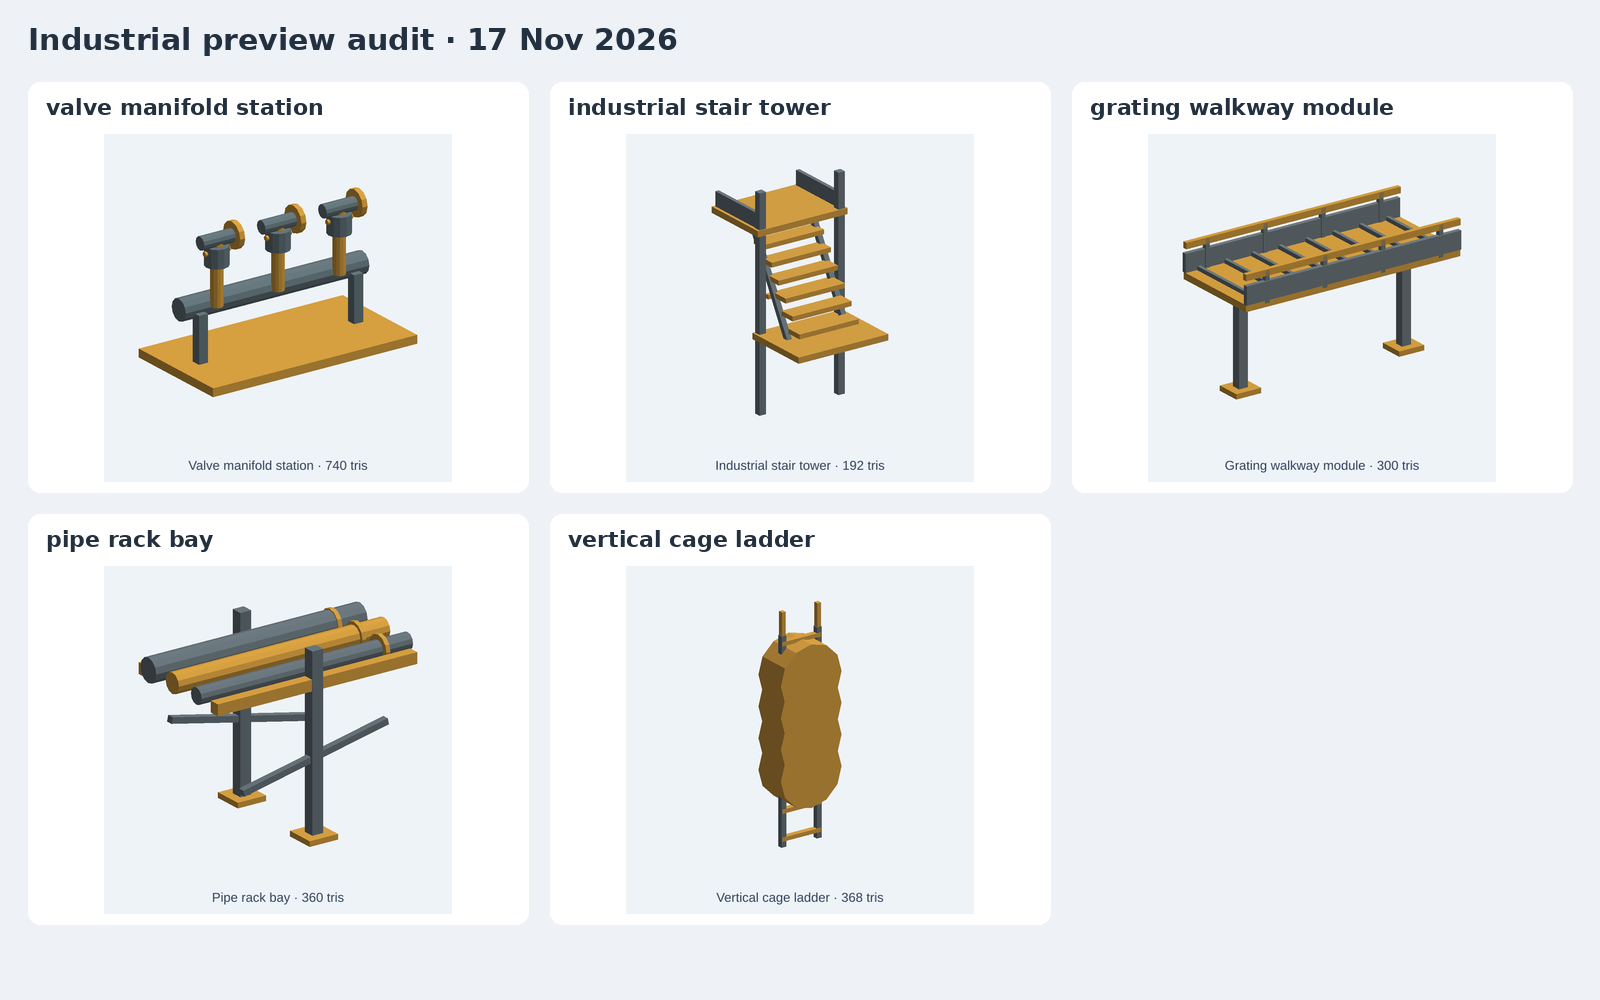 Industrial preview audit · 17 Nov 2026
valve manifold station
Valve manifold station · 740 tris
industrial stair tower
Industrial stair tower · 192 tris
grating walkway module
Grating walkway module · 300 tris
pipe rack bay
Pipe rack bay · 360 tris
vertical cage ladder
Vertical cage ladder · 368 tris